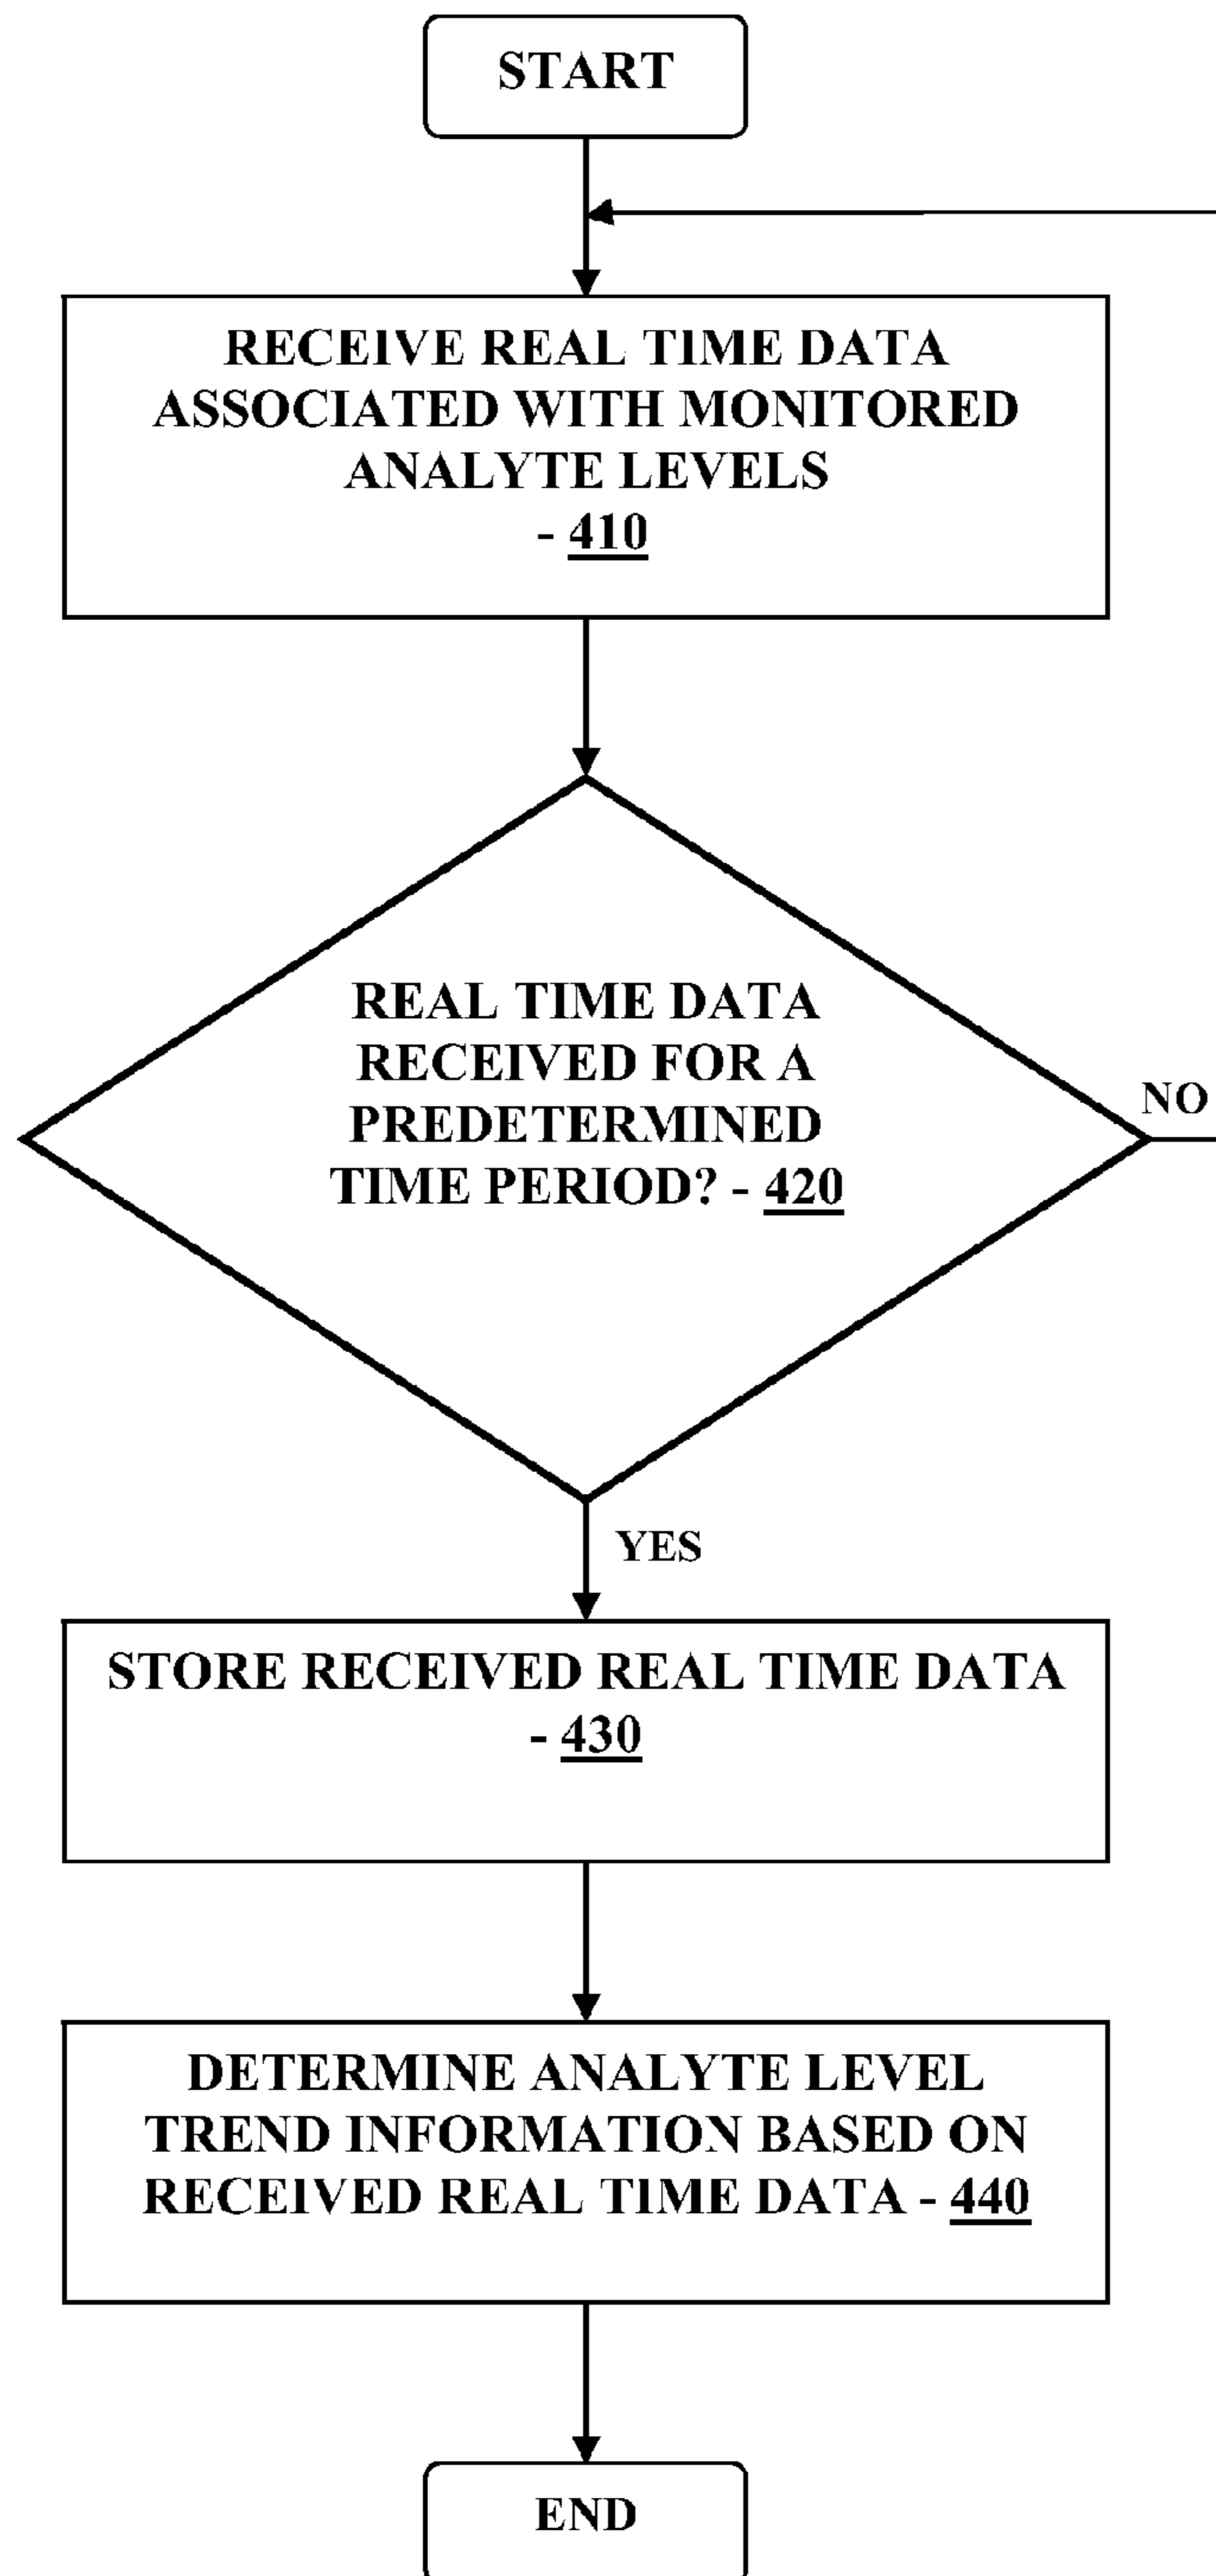 START
RECEIVE REAL TIME DATA
ASSOCIATED WITH MONITORED
ANALYTE LEVELS
- 410
REAL TIME DATA
RECEIVED FOR A
PREDETERMINED
TIME PERIOD? - 420
NO
YES
STORE RECEIVED REAL TIME DATA
- 430
DETERMINE ANALYTE LEVEL
TREND INFORMATION BASED ON
RECEIVED REAL TIME DATA - 440
END